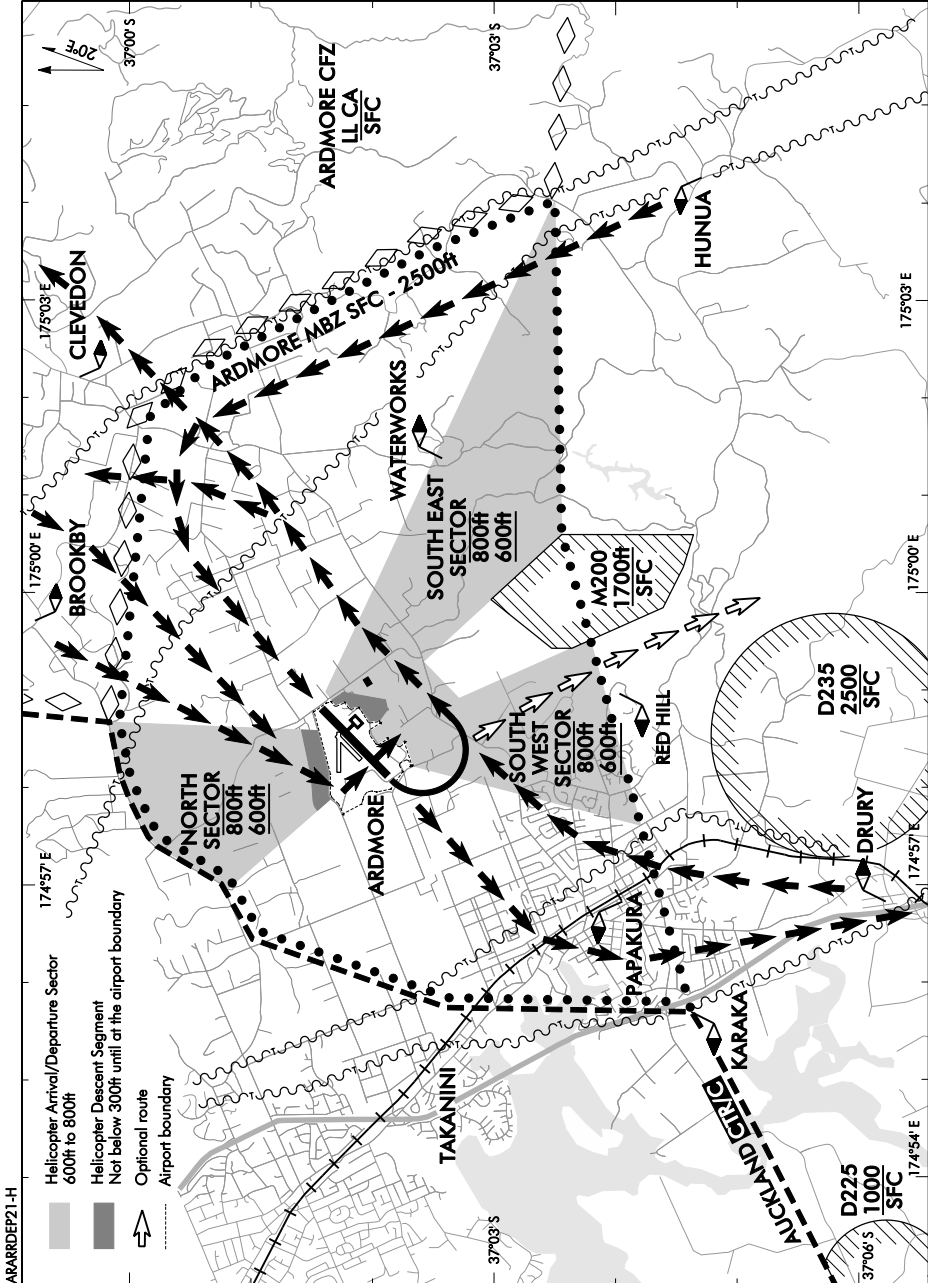 ARARRDEP21-H
Helicopter Arrival/Departure Sector
600ft to 800ft
Helicopter Descent Segment
Not below 300ft until at the airport boundary
Optional route
Airport boundary
20°E
37°00' S
37°03' S
ARDMORE CFZ
LL CA
SFC
175°03' E
CLEVEDON
ARDMORE MBZ SFC - 2500ft
HUNUA
175°03' E
WATERWORKS
BROOKBY
175°00' E
SOUTH EAST
SECTOR
800ft
600ft
M200
1700ft
SFC
175°00' E
NORTH
SECTOR
800ft
600ft
SOUTH
WEST
SECTOR
800ft
600ft
RED HILL
D235
2500
SFC
ARDMORE
174°57' E
DRURY
174°57' E
PAPAKURA
KARAKA
TAKANINI
AUCKLAND CTR/C
174°54' E
D225
1000
SFC
37°03' S
37°06' S